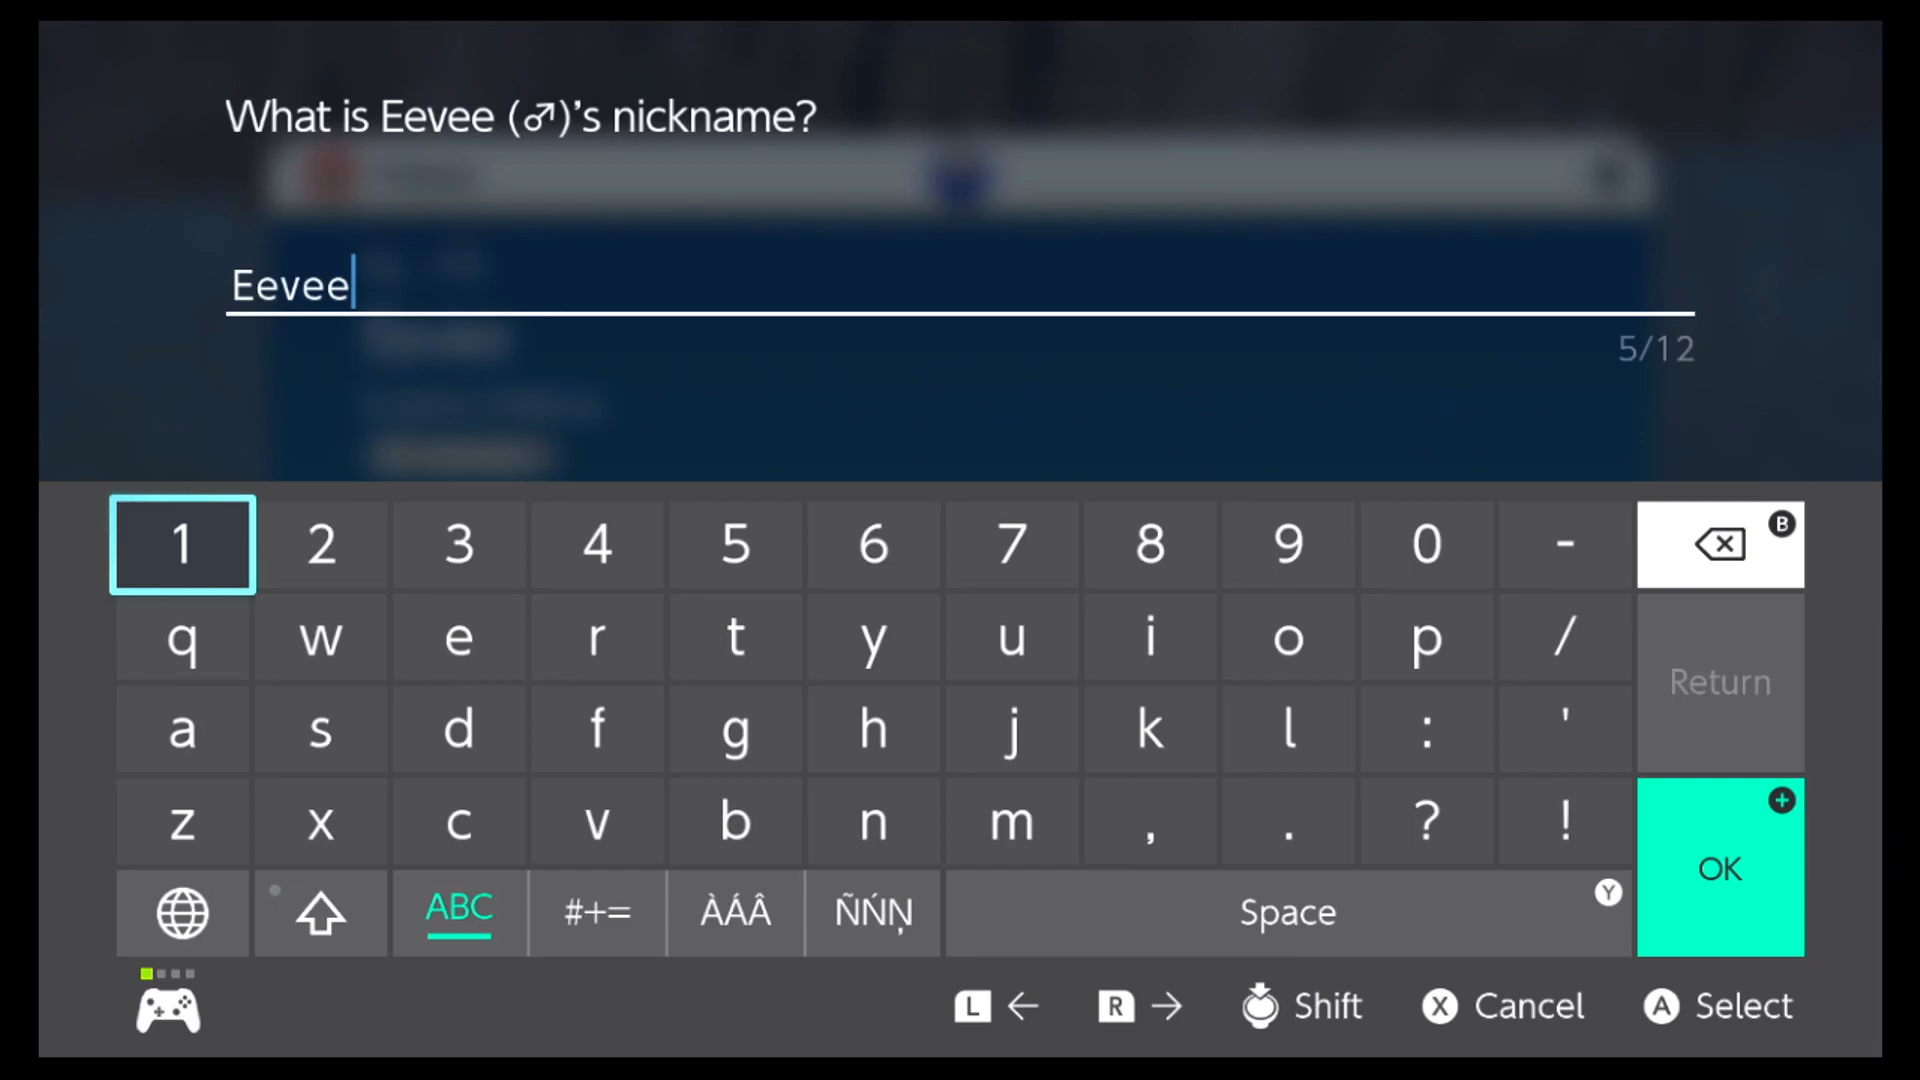 What is Eevee (♂)'s nickname?
Eevee
5/12
1 2 3 4 5 6 7 8 9 0 - B
q w e r t y u i o p /
Return
a s d f g h j k l : '
z x c v b n m , . ? ! +
OK
ABC #+= ÀÁÂ ÑŃŅ Space Y
L ← R → Shift X Cancel A Select